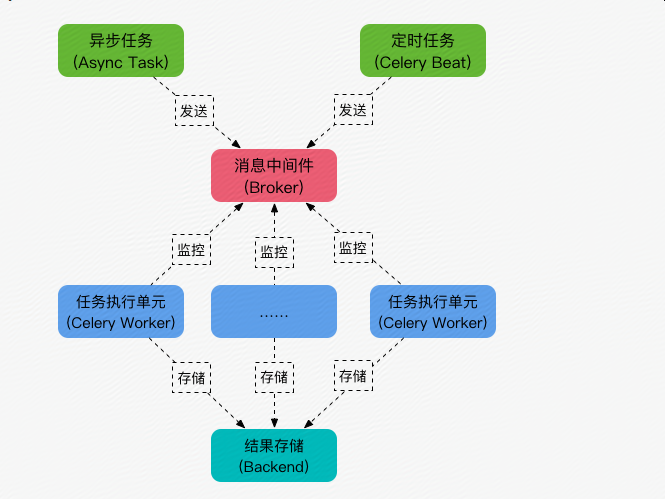 异步任务
(Async Task)
定时任务
(Celery Beat)
发送
发送
消息中间件
(Broker)
监控
监控
监控
任务执行单元
(Celery Worker)
......
任务执行单元
(Celery Worker)
存储
存储
存储
结果存储
(Backend)